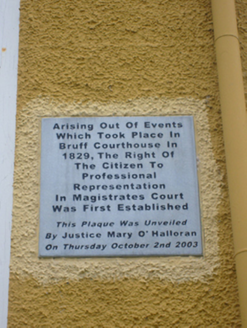 Arising Out Of Events
Which Took Place In
Bruff Courthouse In
1829, The Right Of
The Citizen To
Professional
Representation
In Magistrates Court
Was First Established
This Plaque Was Unveiled
By Justice Mary O'Halloran
On Thursday October 2nd 2003